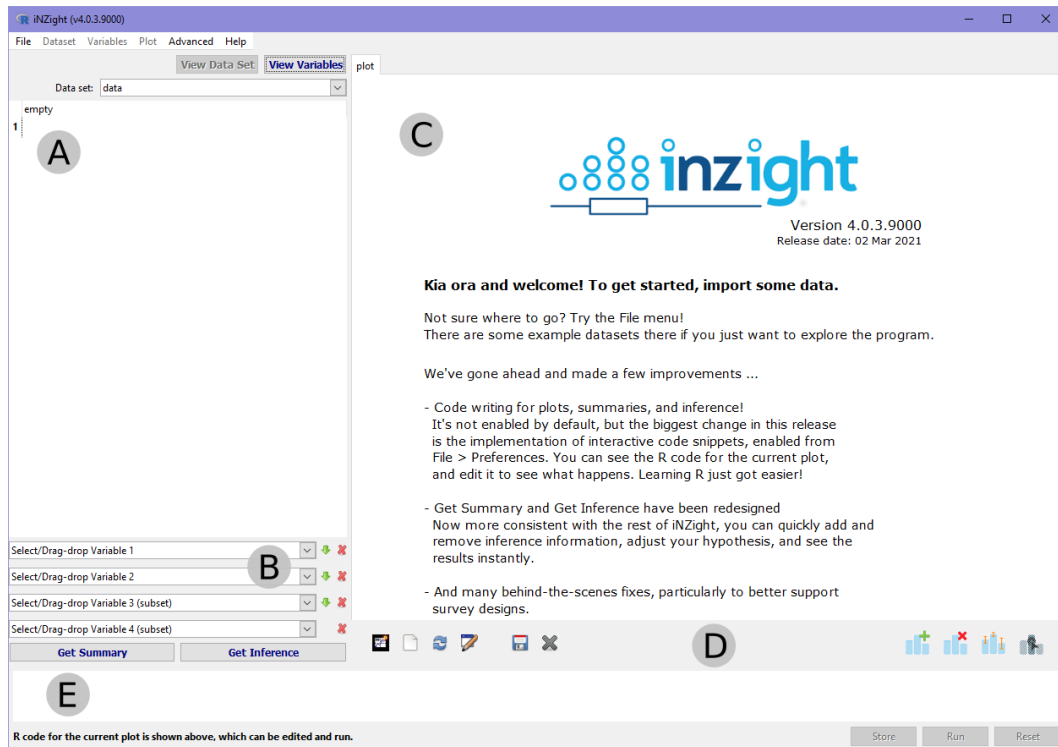 iNZight (v4.0.3.9000)
File Dataset Variables Plot Advanced Help
View Data Set View Variables plot
Data set: data
empty
1
A
C
inzight
Version 4.0.3.9000
Release date: 02 Mar 2021
Kia ora and welcome! To get started, import some data.
Not sure where to go? Try the File menu!
There are some example datasets there if you just want to explore the program.
We've gone ahead and made a few improvements ...
- Code writing for plots, summaries, and inference!
It's not enabled by default, but the biggest change in this release
is the implementation of interactive code snippets, enabled from
File > Preferences. You can see the R code for the current plot,
and edit it to see what happens. Learning R just got easier!
- Get Summary and Get Inference have been redesigned
Now more consistent with the rest of iNZight, you can quickly add and
remove inference information, adjust your hypothesis, and see the
results instantly.
- And many behind-the-scenes fixes, particularly to better support
survey designs.
Select/Drag-drop Variable 1
B
Select/Drag-drop Variable 2
Select/Drag-drop Variable 3 (subset)
Select/Drag-drop Variable 4 (subset)
Get Summary Get Inference
D
E
R code for the current plot is shown above, which can be edited and run.
Store Run Reset